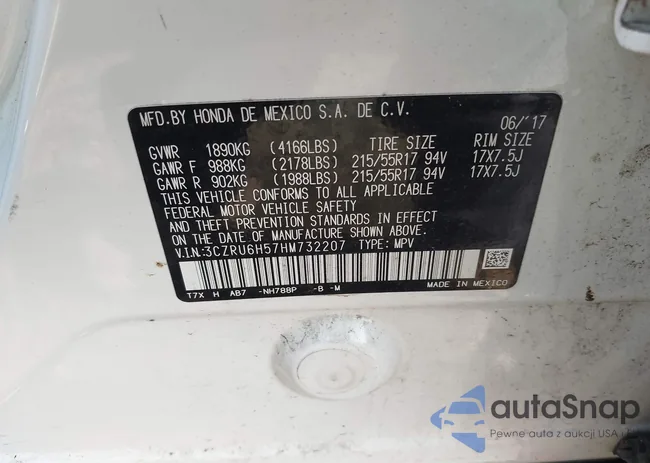 MFD.BY HONDA DE MEXICO S.A. DE C.V.
06/'17
GVWR 1890KG (4166LBS) TIRE SIZE RIM SIZE
GAWR F 988KG (2178LBS) 215/55R17 94V 17X7.5J
GAWR R 902KG (1988LBS) 215/55R17 94V 17X7.5J
THIS VEHICLE CONFORMS TO ALL APPLICABLE
FEDERAL MOTOR VEHICLE SAFETY
AND THEFT PREVENTION STANDARDS IN EFFECT
ON THE DATE OF MANUFACTURE SHOWN ABOVE.
V.I.N.:3CZRU6H57HM732207 TYPE: MPV
T7X H AB7 -NH788P -B -M MADE IN MEXICO
autoSnap
Pewne auta z aukcji USA i